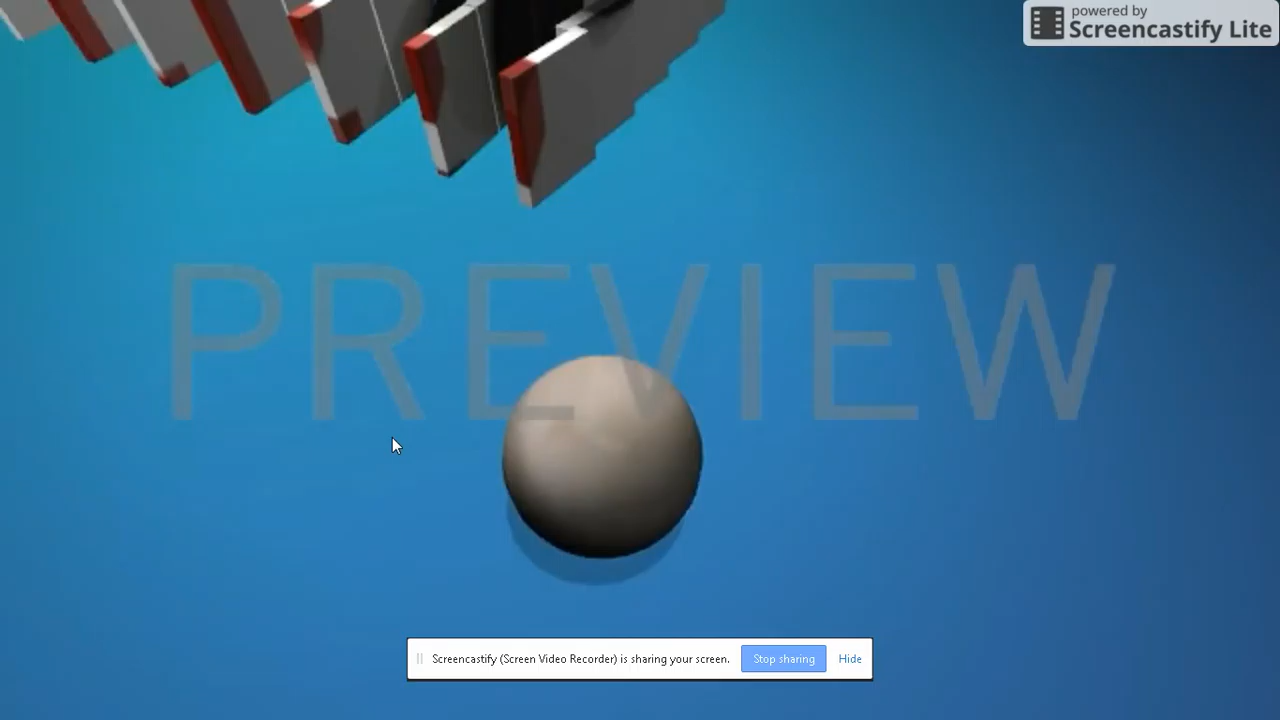 powered by
Screencastify Lite
PREVIEW
Screencastify (Screen Video Recorder) is sharing your screen. Stop sharing Hide